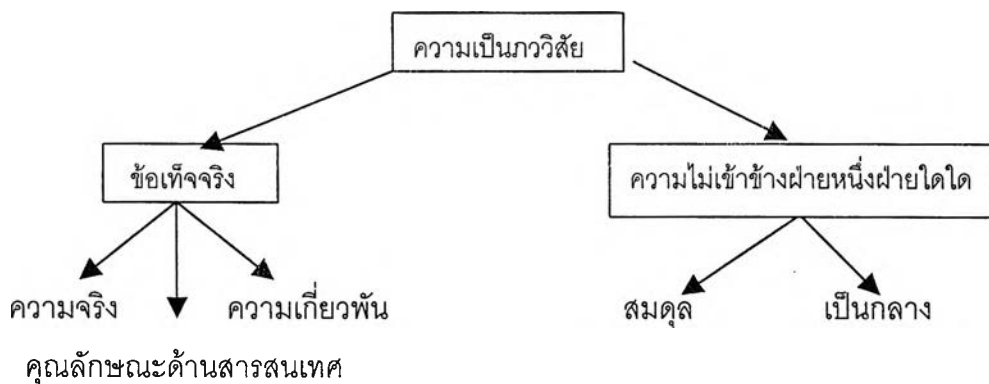 ความเป็นภววิสัย
ข้อเท็จจริง
ความไม่เข้าข้างฝ่ายหนึ่งฝ่ายใดใด
ความจริง
ความเกี่ยวพัน
สมดุล
เป็นกลาง
คุณลักษณะด้านสารสนเทศ